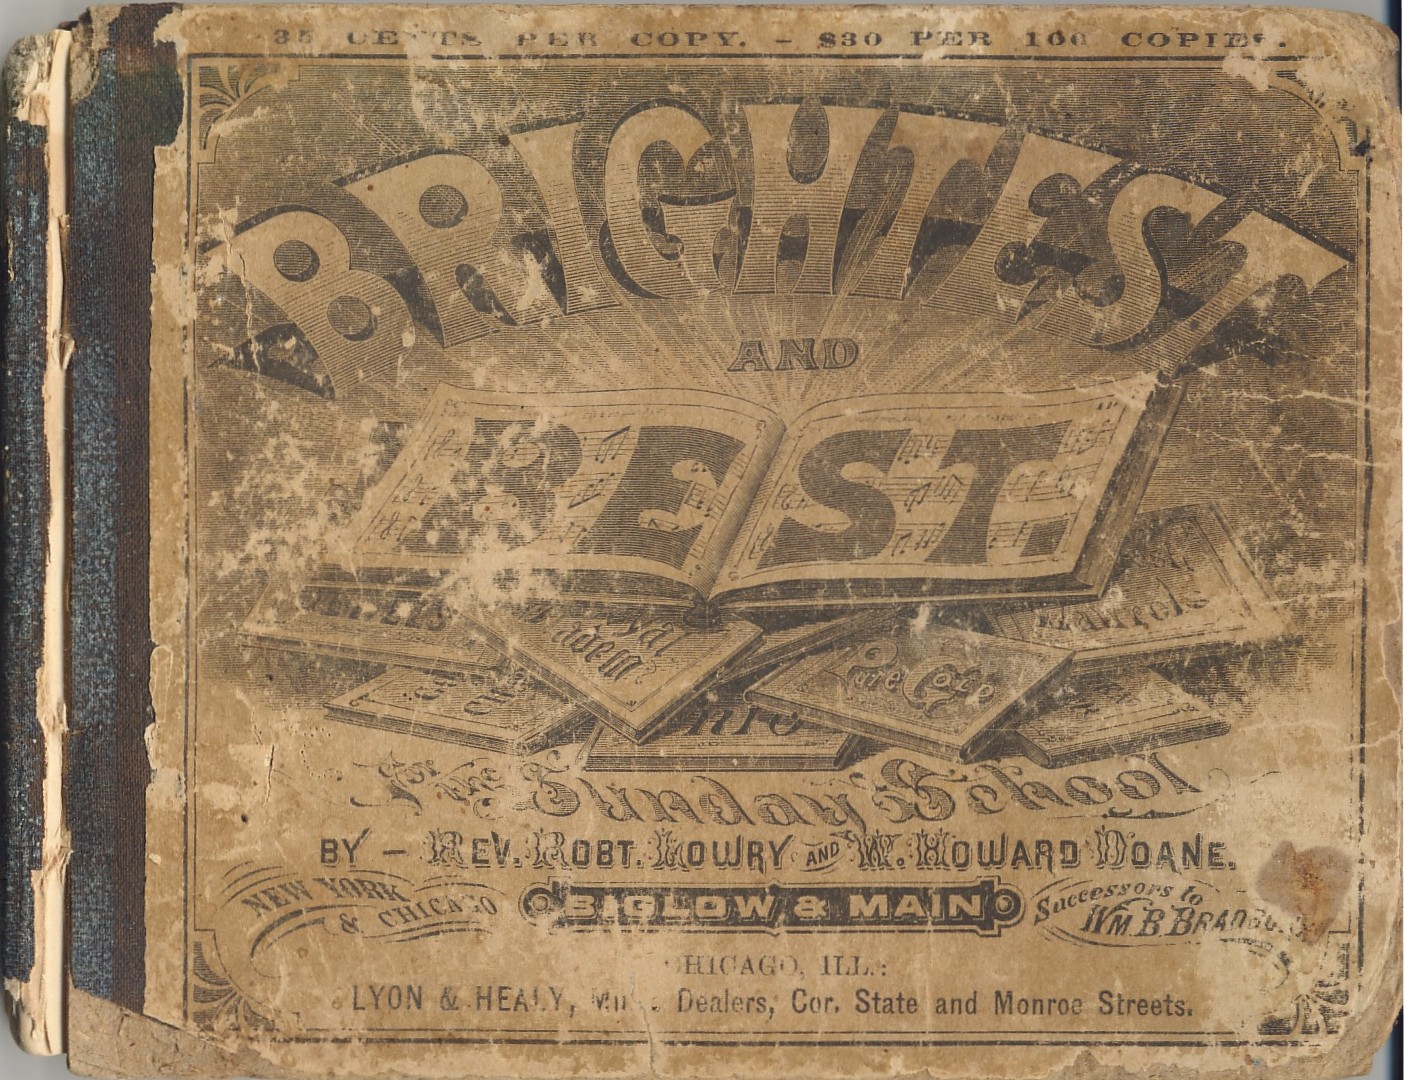 35 CENTS PER COPY. – $30 PER 100 COPIES.
BRIGHTEST
AND
BEST.
Pure Gold
For the Sunday School
BY – REV. ROBT. LOWRY AND W. HOWARD DOANE.
NEW YORK & CHICAGO
BIGLOW & MAIN
Successors to WM. B. BRADBURY
CHICAGO, ILL.:
LYON & HEALY, Dealers, Cor. State and Monroe Streets.